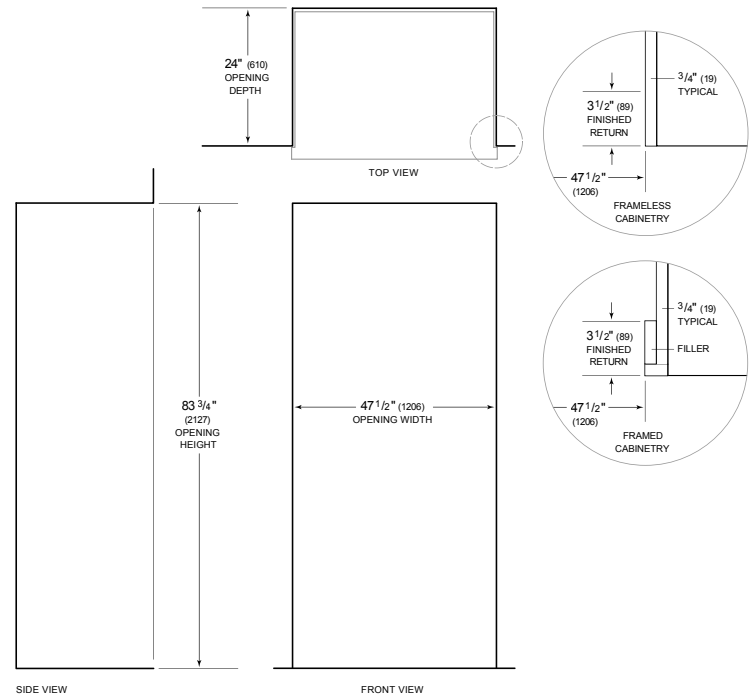 24" (610)
OPENING
DEPTH
TOP VIEW
3/4" (19)
TYPICAL
3 1/2" (89)
FINISHED
RETURN
47 1/2"
(1206)
FRAMELESS
CABINETRY
3/4" (19)
TYPICAL
3 1/2" (89)
FINISHED
RETURN
FILLER
47 1/2"
(1206)
FRAMED
CABINETRY
83 3/4"
(2127)
OPENING
HEIGHT
47 1/2" (1206)
OPENING WIDTH
SIDE VIEW
FRONT VIEW